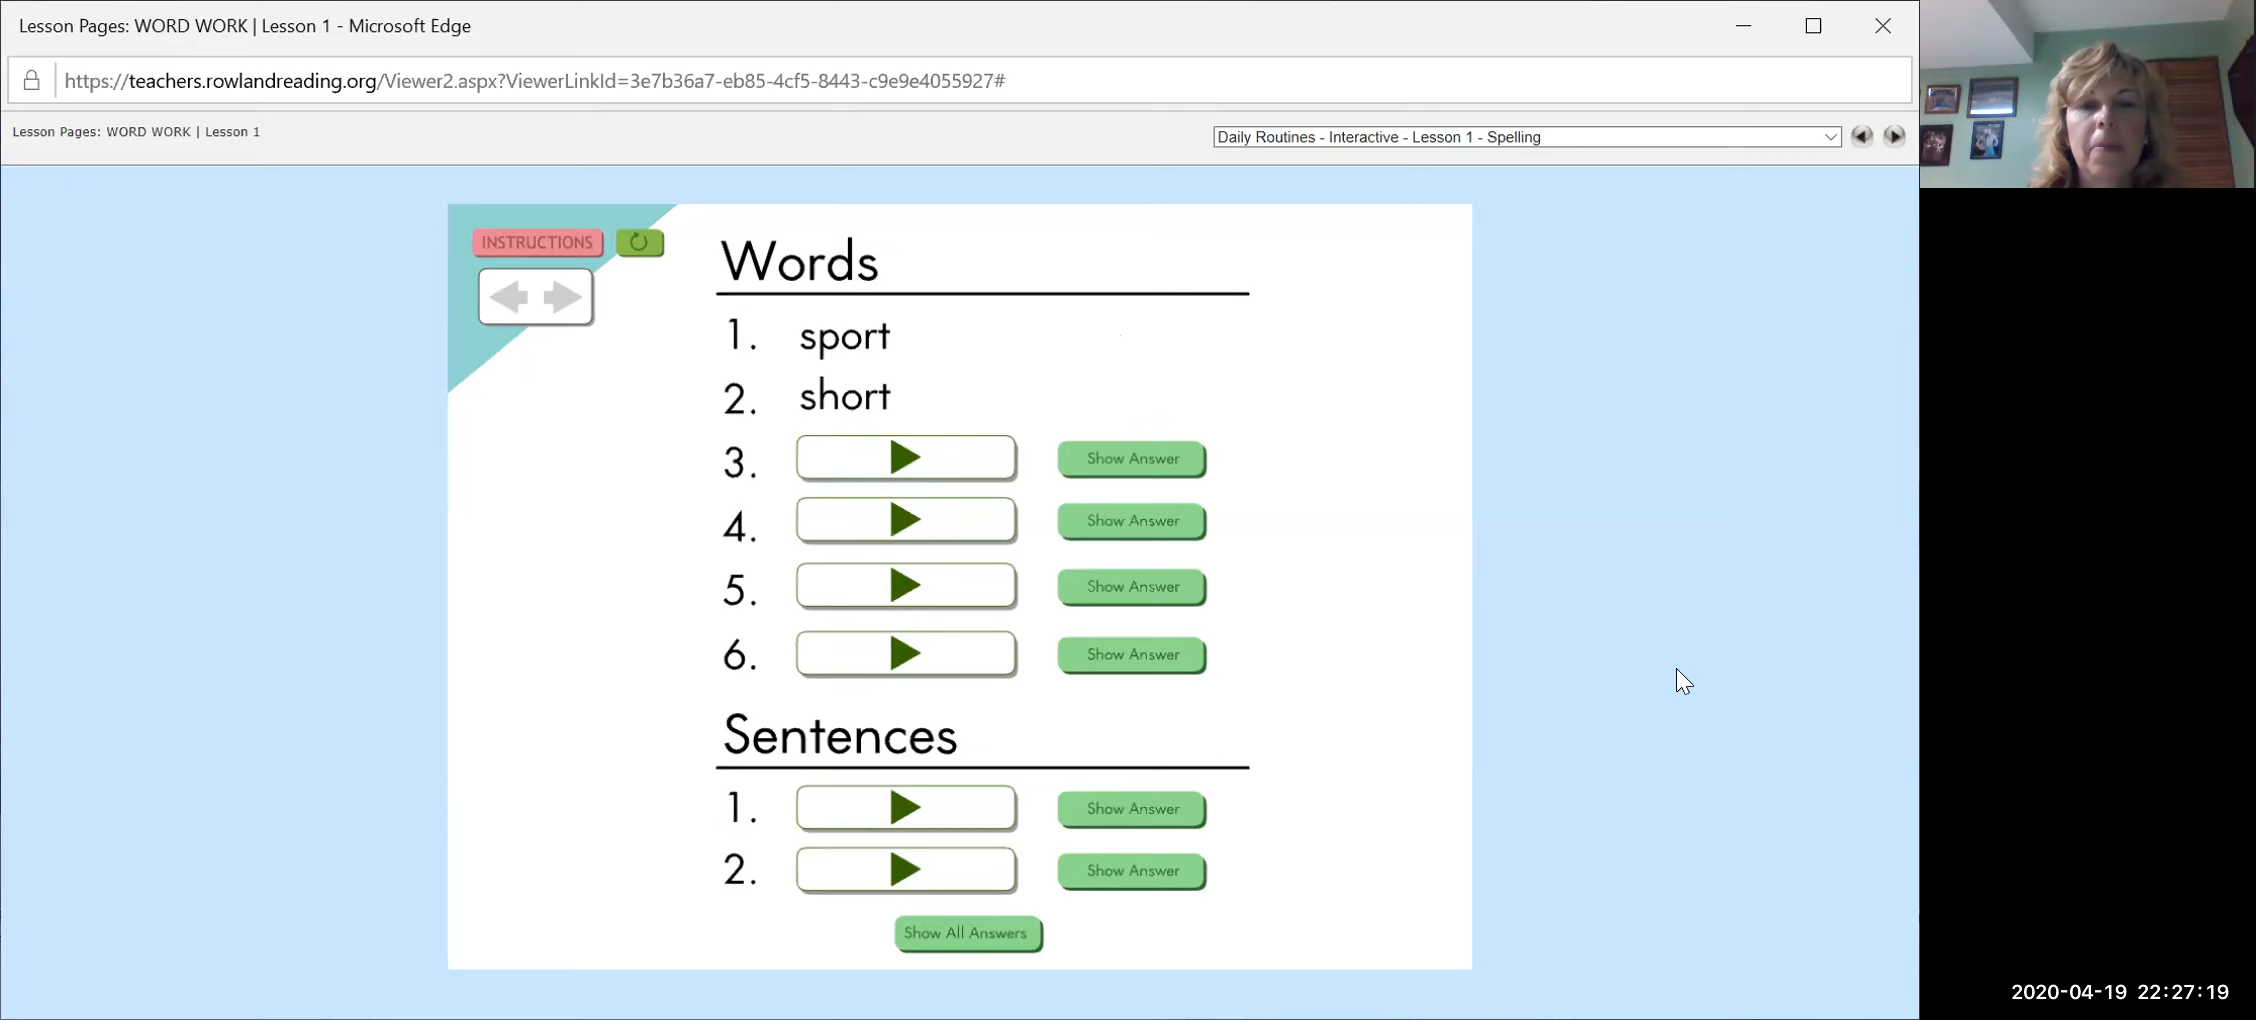 Lesson Pages: WORD WORK | Lesson 1 - Microsoft Edge
https://teachers.rowlandreading.org/Viewer2.aspx?ViewerLinkId=3e7b36a7-eb85-4cf5-8443-c9e9e4055927#
Lesson Pages: WORD WORK | Lesson 1
Daily Routines - Interactive - Lesson 1 - Spelling
INSTRUCTIONS
Words
1. sport
2. short
3. Show Answer
4. Show Answer
5. Show Answer
6. Show Answer
Sentences
1. Show Answer
2. Show Answer
Show All Answers
2020-04-19 22:27:19